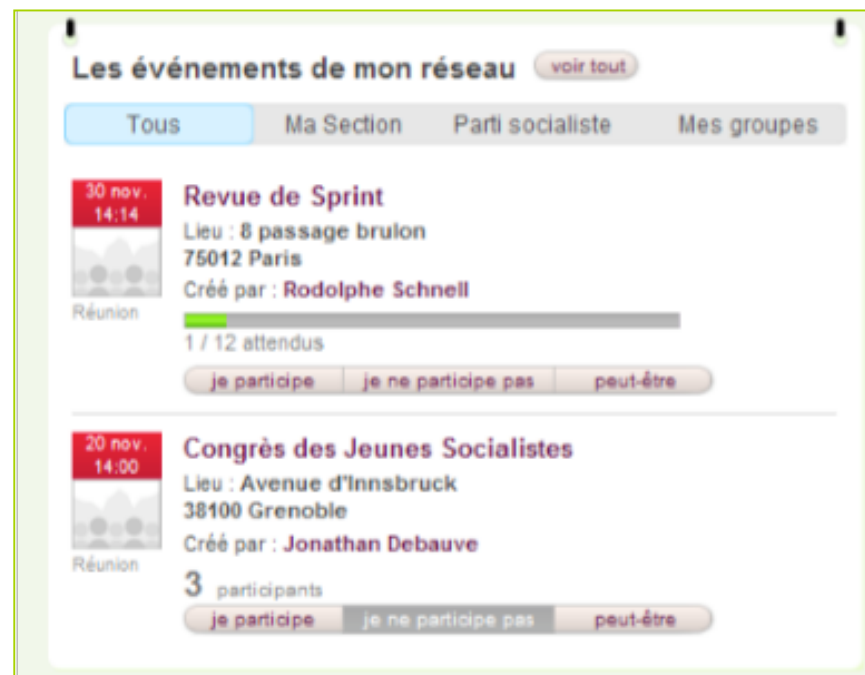 Les événements de mon réseau voir tout
Tous Ma Section Parti socialiste Mes groupes
30 nov.
14:14
Revue de Sprint
Lieu : 8 passage brulon
75012 Paris
Créé par : Rodolphe Schnell
Réunion
1 / 12 attendus
je participe je ne participe pas peut-être
20 nov.
14:00
Congrès des Jeunes Socialistes
Lieu : Avenue d'Innsbruck
38100 Grenoble
Créé par : Jonathan Debauve
Réunion
3 participants
je participe je ne participe pas peut-être